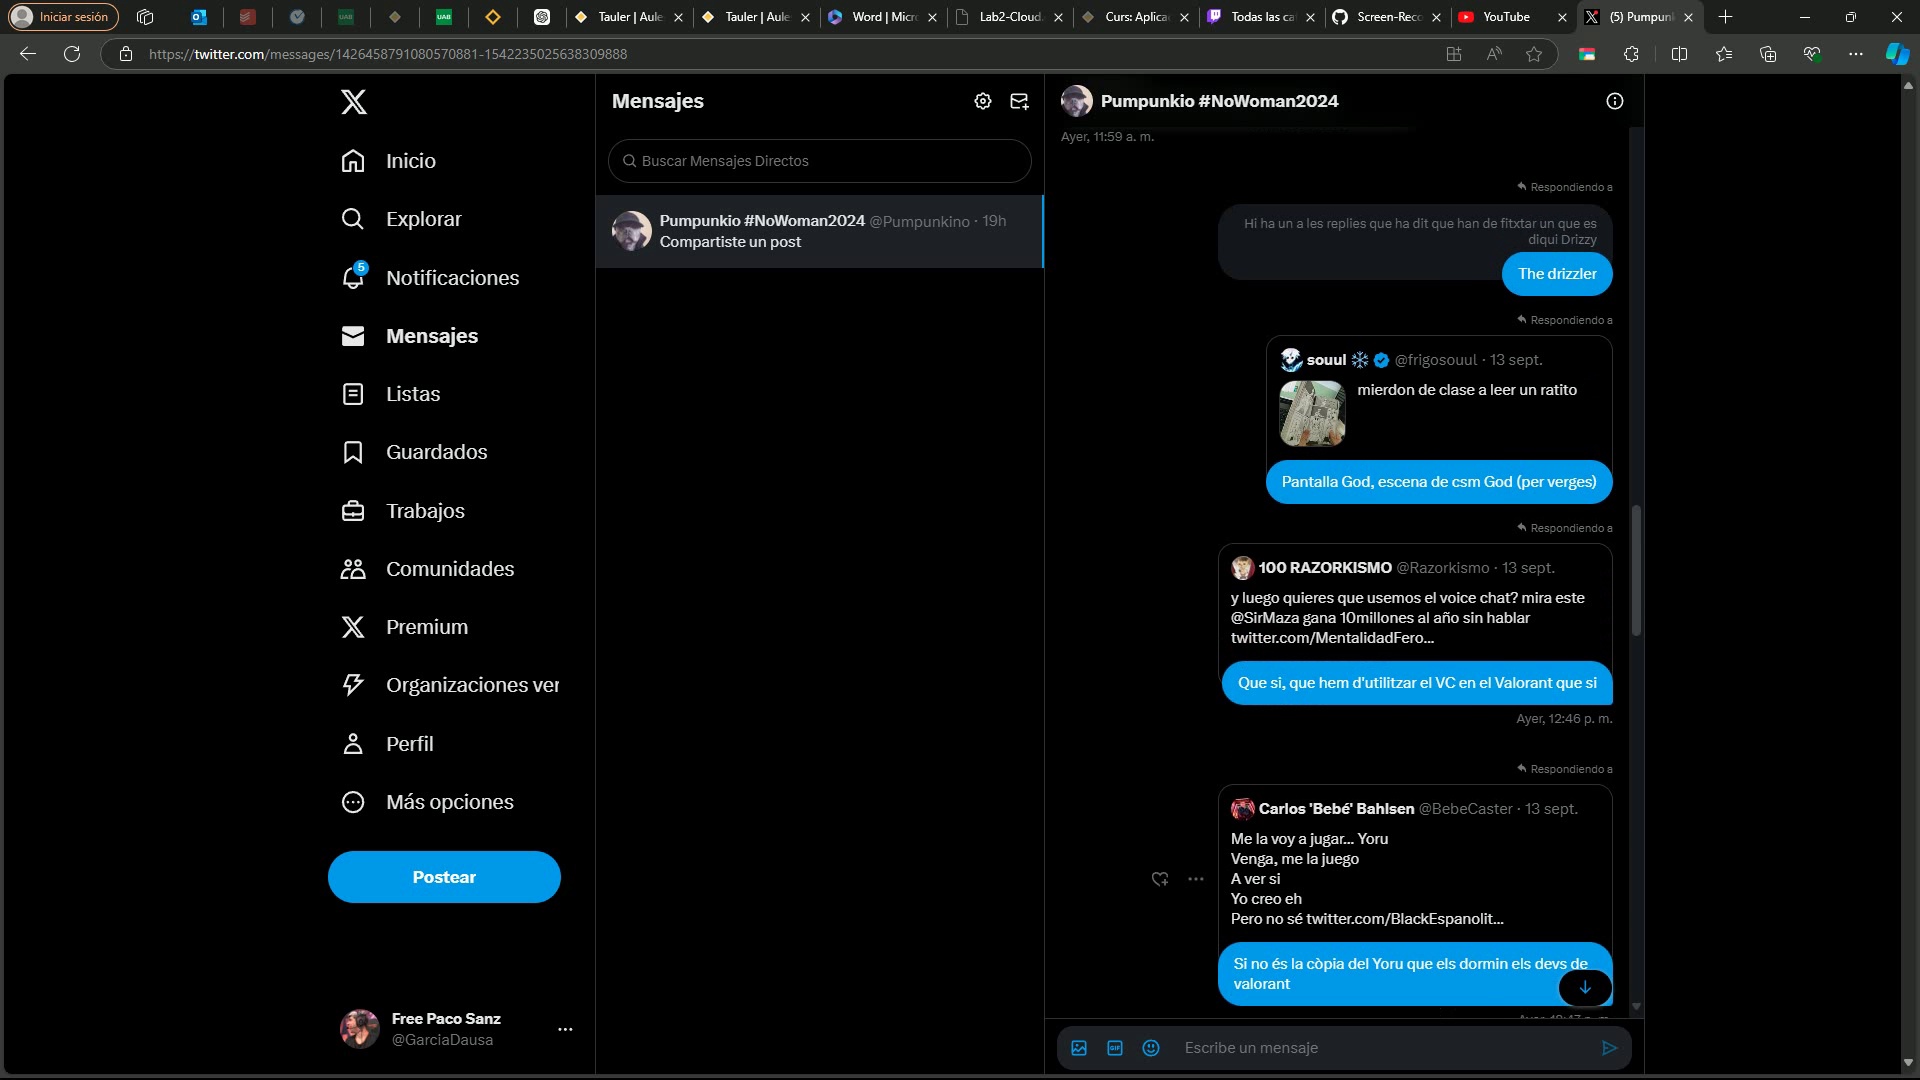 Iniciar sesión
UAB
UAB
Tauler | Aule
Tauler | Aule
Word | Micr
Lab2-Cloud.
Curs: Aplica
Todas las ca
Screen-Reco
YouTube
(5) Pumpun
https://twitter.com/messages/1426458791080570881-1542235025638309888
Inicio
Explorar
5
Notificaciones
Mensajes
Listas
Guardados
Trabajos
Comunidades
Premium
Organizaciones ver
Perfil
Más opciones
Postear
Free Paco Sanz
@GarciaDausa
Mensajes
Buscar Mensajes Directos
Pumpunkio #NoWoman2024 @Pumpunkino · 19h
Compartiste un post
Pumpunkio #NoWoman2024
Ayer, 11:59 a. m.
Respondiendo a
Hi ha un a les replies que ha dit que han de fitxtar un que es
diqui Drizzy
The drizzler
Respondiendo a
souul @frigosouul · 13 sept.
mierdon de clase a leer un ratito
Pantalla God, escena de csm God (per verges)
Respondiendo a
100 RAZORKISMO @Razorkismo · 13 sept.
y luego quieres que usemos el voice chat? mira este
@SirMaza gana 10millones al año sin hablar
twitter.com/MentalidadFero...
Que si, que hem d'utilitzar el VC en el Valorant que si
Ayer, 12:46 p. m.
Respondiendo a
Carlos 'Bebé' Bahlsen @BebeCaster · 13 sept.
Me la voy a jugar... Yoru
Venga, me la juego
A ver si
Yo creo eh
Pero no sé twitter.com/BlackEspanolit...
Si no és la còpia del Yoru que els dormin els devs de
valorant
GIF
Escribe un mensaje